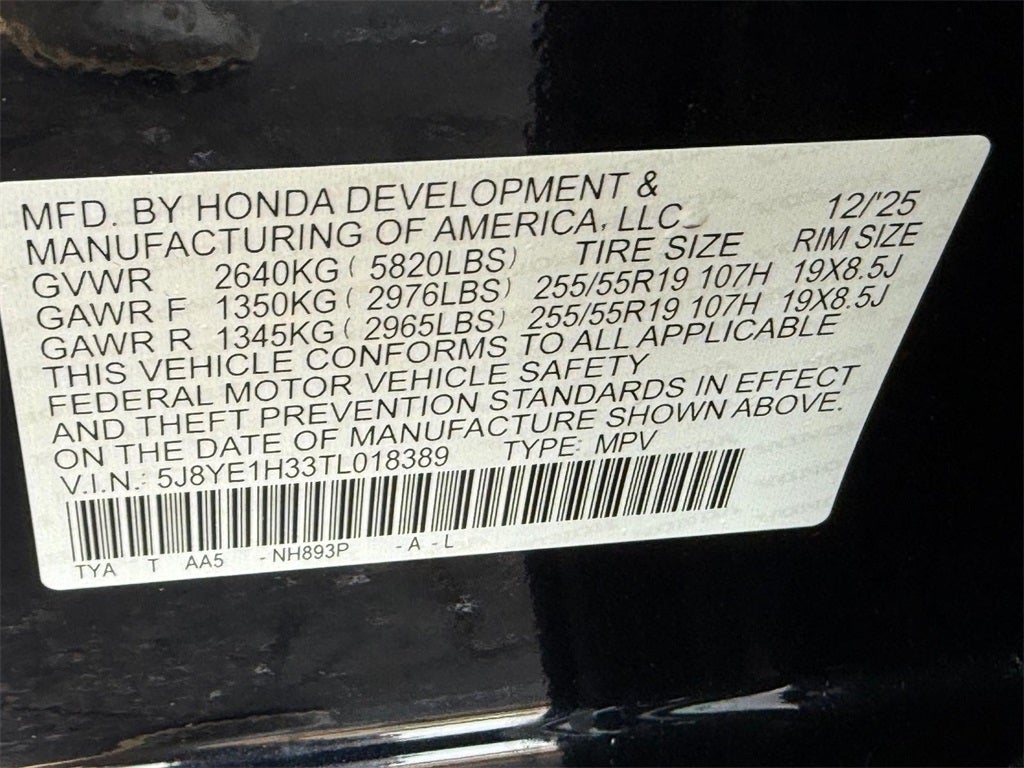 MFD. BY HONDA DEVELOPMENT &
MANUFACTURING OF AMERICA, LLC 12/'25
GVWR 2640KG ( 5820LBS) TIRE SIZE RIM SIZE
GAWR F 1350KG ( 2976LBS) 255/55R19 107H 19X8.5J
GAWR R 1345KG ( 2965LBS) 255/55R19 107H 19X8.5J
THIS VEHICLE CONFORMS TO ALL APPLICABLE
FEDERAL MOTOR VEHICLE SAFETY
AND THEFT PREVENTION STANDARDS IN EFFECT
ON THE DATE OF MANUFACTURE SHOWN ABOVE.
V.I.N.: 5J8YE1H33TL018389 TYPE: MPV
TYA T AA5 -NH893P -A-L